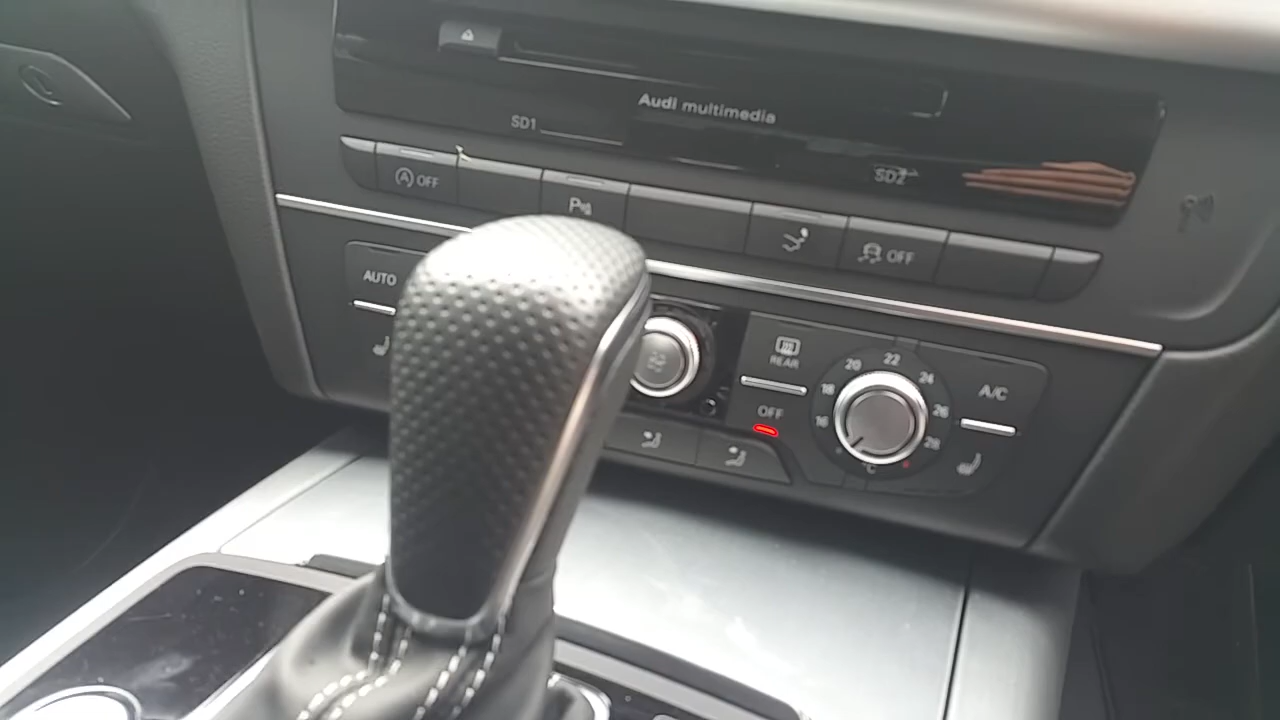 Audi multimedia
SD1
SD2
A OFF
P
OFF
AUTO
REAR
OFF
16
18
20
22
24
26
28
°C
A/C